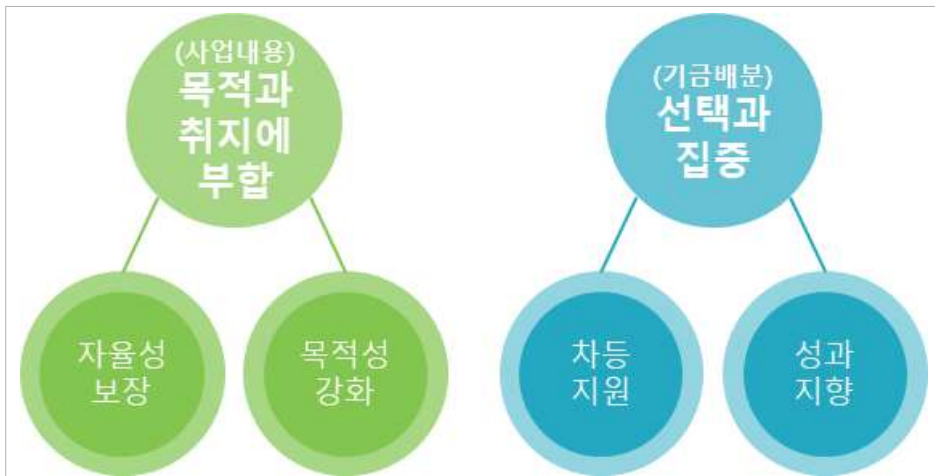 (사업내용)
목적과
취지에
부합
자율성
보장
목적성
강화
(기금배분)
선택과
집중
차등
지원
성과
지향